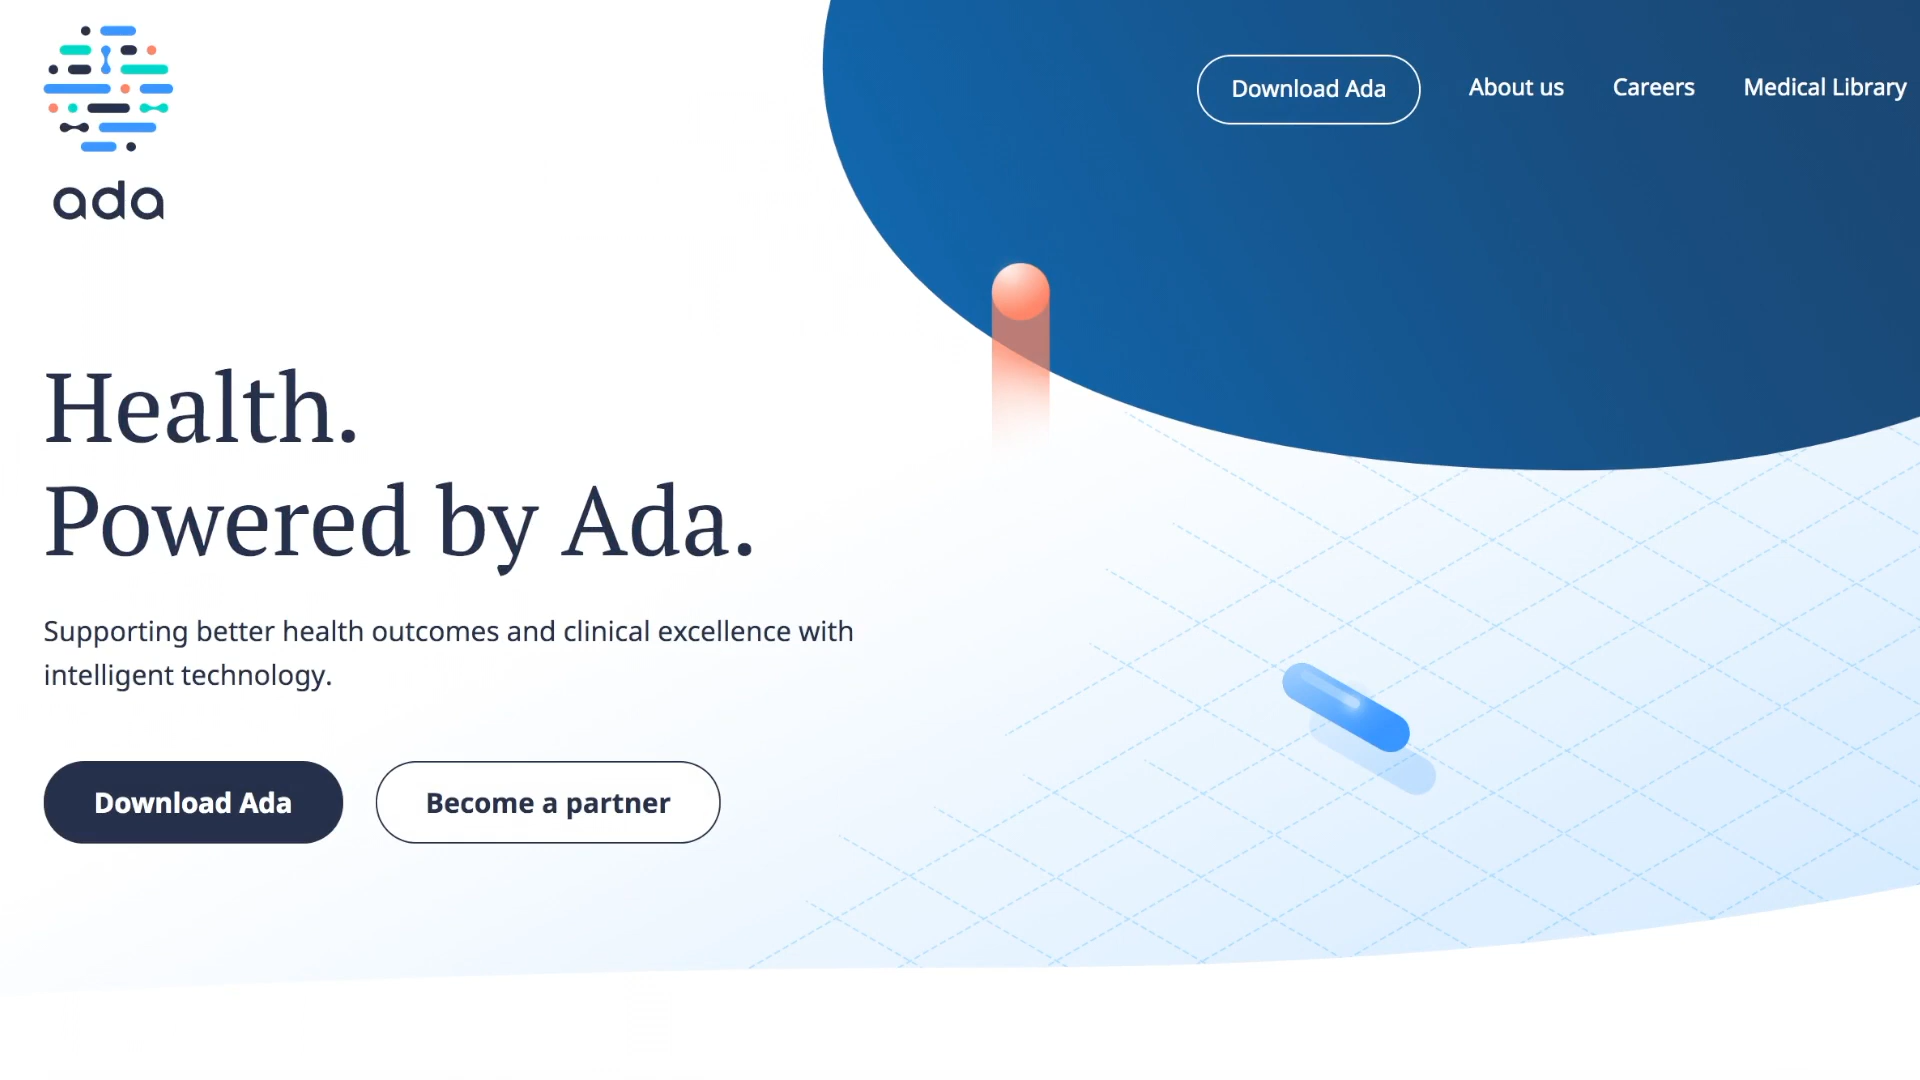 ada
Download Ada
About us
Careers
Medical Library
Health.
Powered by Ada.
Supporting better health outcomes and clinical excellence with
intelligent technology.
Download Ada
Become a partner